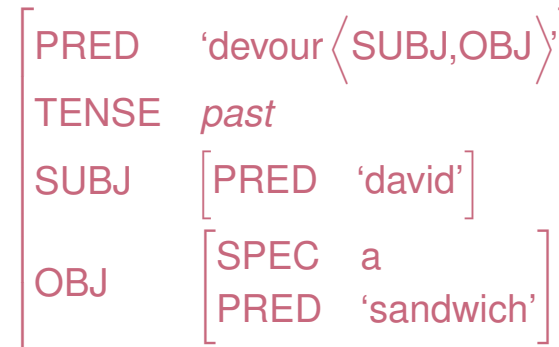 PRED ‘devour⟨SUBJ,OBJ⟩’
TENSE past
SUBJ [PRED ‘david’]
OBJ [SPEC a
PRED ‘sandwich’]